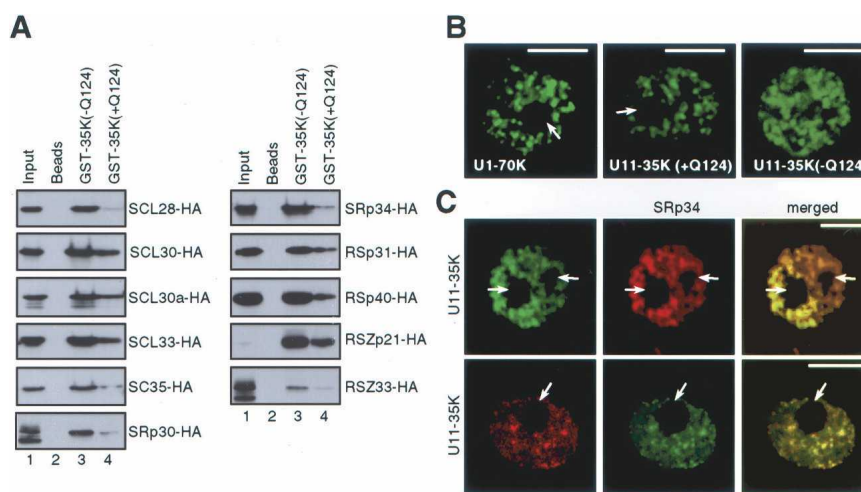 A
Input
Beads
GST-35K(-Q124)
GST-35K(+Q124)
SCL28-HA
SCL30-HA
SCL30a-HA
SCL33-HA
SC35-HA
SRp30-HA
1 2 3 4
Input
Beads
GST-35K(-Q124)
GST-35K(+Q124)
SRp34-HA
RSp31-HA
RSp40-HA
RSZp21-HA
RSZ33-HA
1 2 3 4
B
U1-70K
U11-35K (+Q124)
U11-35K(-Q124
C
SRp34
merged
U11-35K
U11-35K